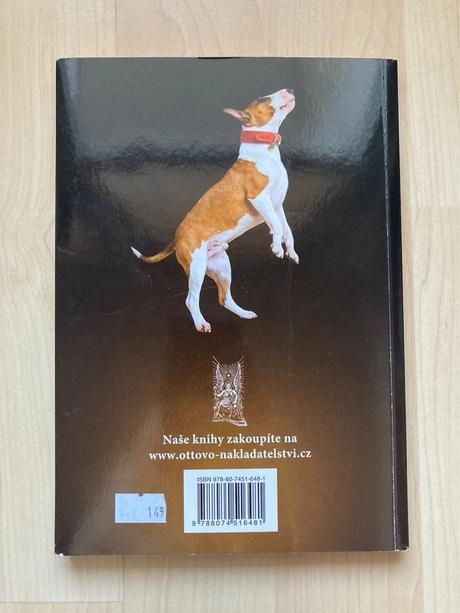 Naše knihy zakoupíte na
www.ottovo-nakladatelstvi.cz
ISBN 978-80-7451-648-1
9 788074 516481
149